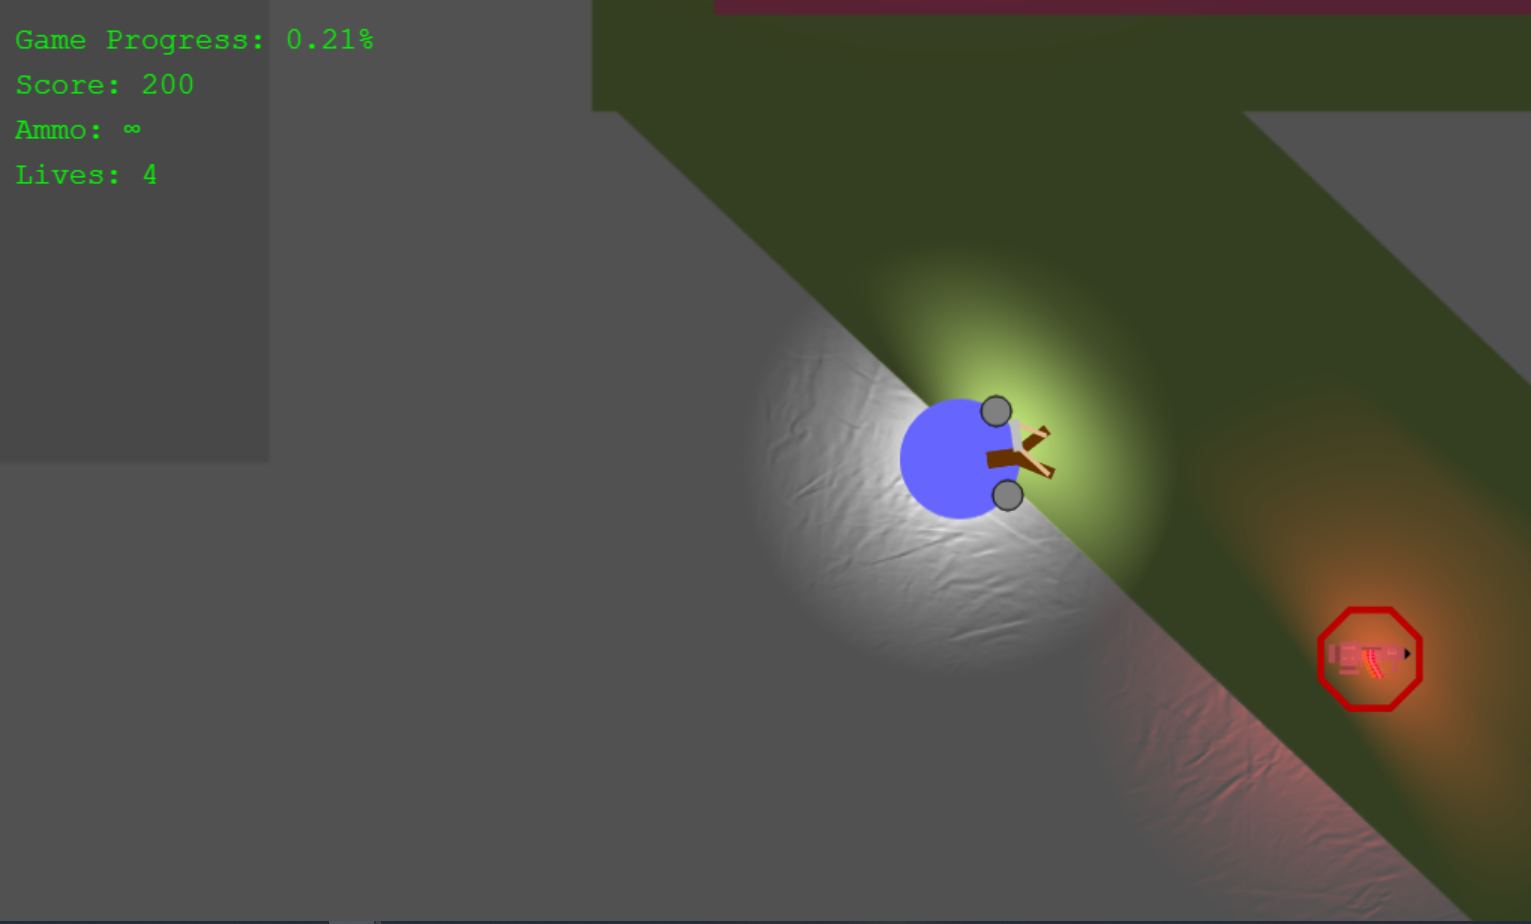 Game Progress: 0.21%
Score: 200
Ammo: ∞
Lives: 4